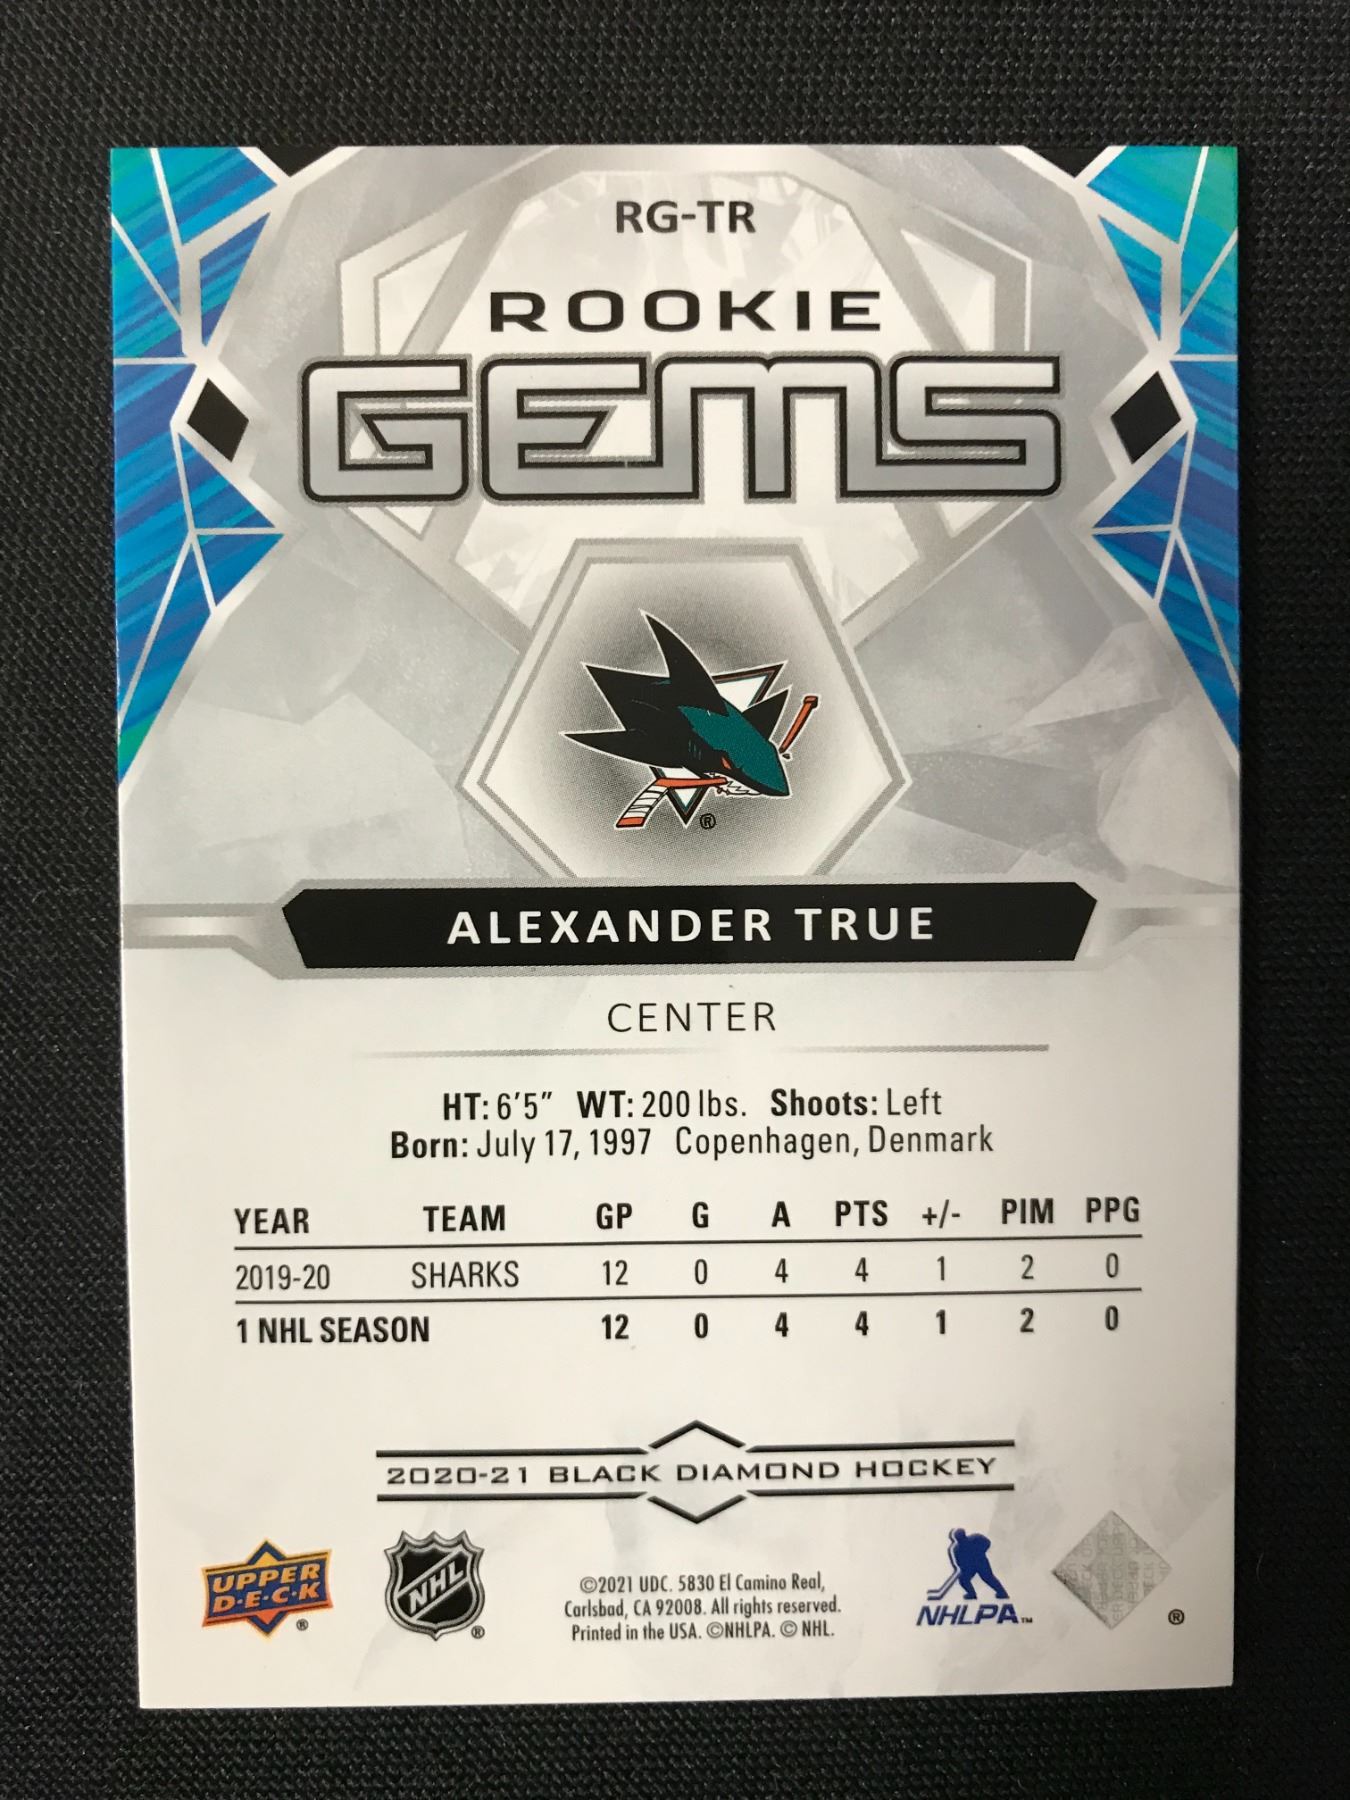 RG-TR
ROOKIE
GEMS
®
ALEXANDER TRUE
CENTER
HT: 6'5" WT: 200 lbs. Shoots: Left
Born: July 17, 1997 Copenhagen, Denmark
YEAR TEAM GP G A PTS +/- PIM PPG
2019-20 SHARKS 12 0 4 4 1 2 0
1 NHL SEASON 12 0 4 4 1 2 0
2020-21 BLACK DIAMOND HOCKEY
UPPER
D·E·C·K
®
NHL
®
©2021 UDC. 5830 El Camino Real,
Carlsbad, CA 92008. All rights reserved.
Printed in the USA. ©NHLPA. © NHL.
NHLPA™
®